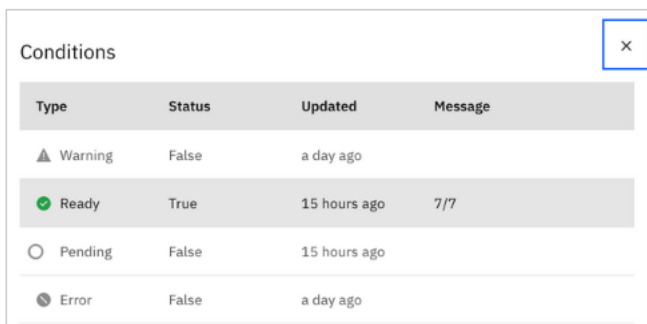 Conditions
Type Status Updated Message
Warning False a day ago
Ready True 15 hours ago 7/7
Pending False 15 hours ago
Error False a day ago